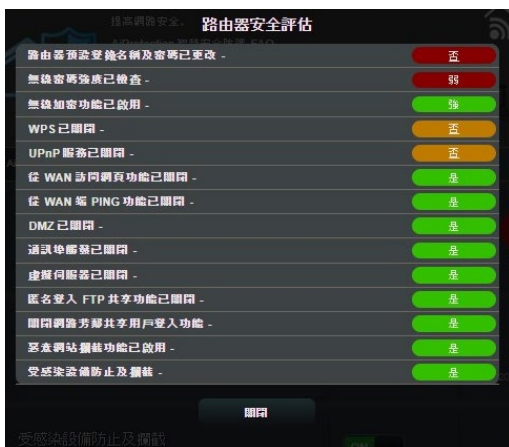 提高網路安全。
路由器安全評估
路由器預設登錄名稱及密碼已更改 - 否
無線密碼強度已檢查 - 弱
無線加密功能已啟用 - 強
WPS 已關閉 - 否
UPnP 服務已關閉 - 否
從 WAN 訪問網頁功能已關閉 - 是
從 WAN 端 PING 功能已關閉 - 是
DMZ 已關閉 - 是
通訊埠觸發已關閉 - 是
虛擬伺服器已關閉 - 是
匿名登入 FTP 共享功能已關閉 - 是
關閉網路芳鄰共享用戶登入功能 - 是
惡意網站攔截功能已啟用 - 是
受感染設備防止及攔截 - 是
關閉
受感染設備防止及攔截
ON